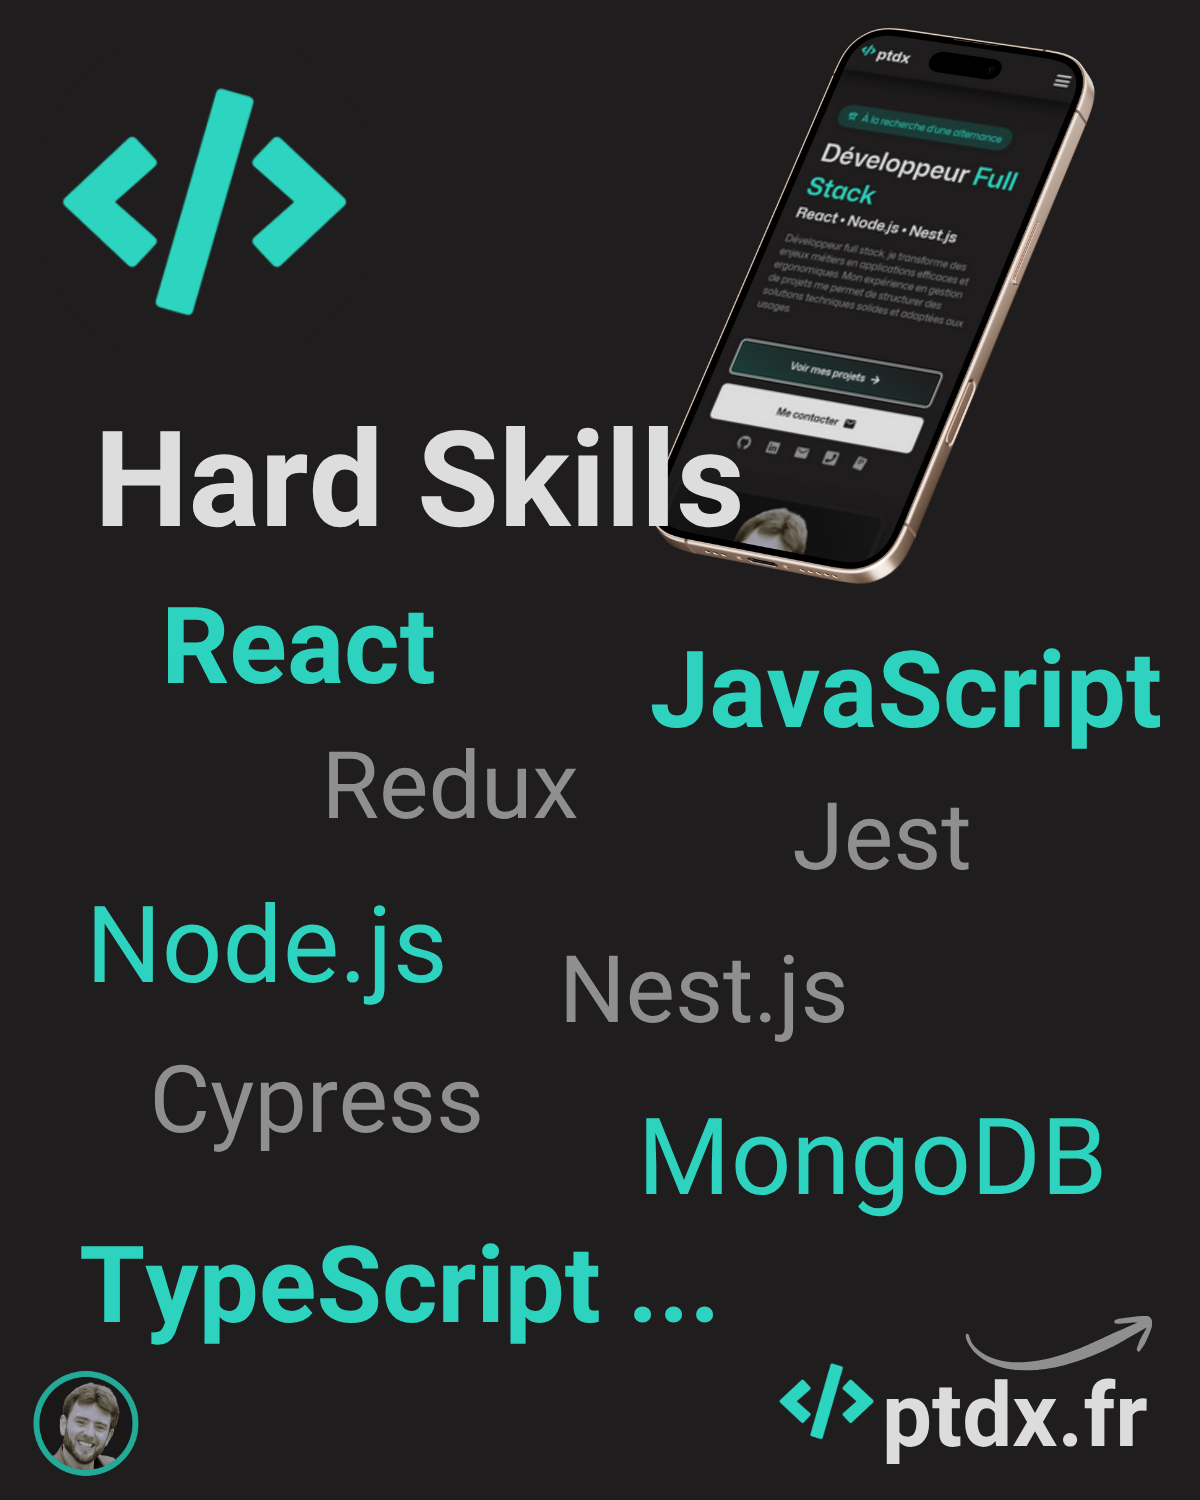 </>
</>ptdx
À la recherche d'une alternance
Développeur Full
Stack
React • Node.js • Nest.js
Développeur full stack, je transforme des
enjeux métiers en applications efficaces et
ergonomiques. Mon expérience en gestion
de projets me permet de structurer des
solutions techniques solides et adaptées aux
usages.
Voir mes projets →
Me contacter
Hard Skills
React
JavaScript
Redux
Jest
Node.js
Nest.js
Cypress
MongoDB
TypeScript ...
</>ptdx.fr